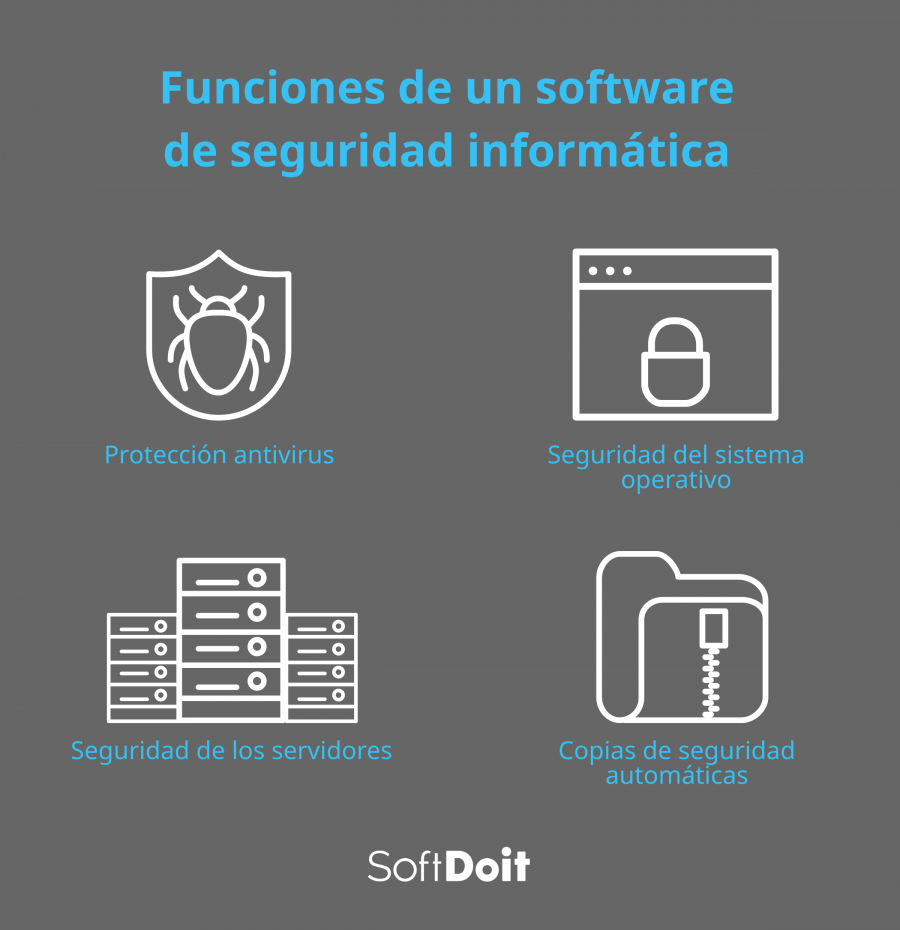 Funciones de un software
de seguridad informática
Protección antivirus
Seguridad del sistema
operativo
Seguridad de los servidores
Copias de seguridad
automáticas
SoftDoit